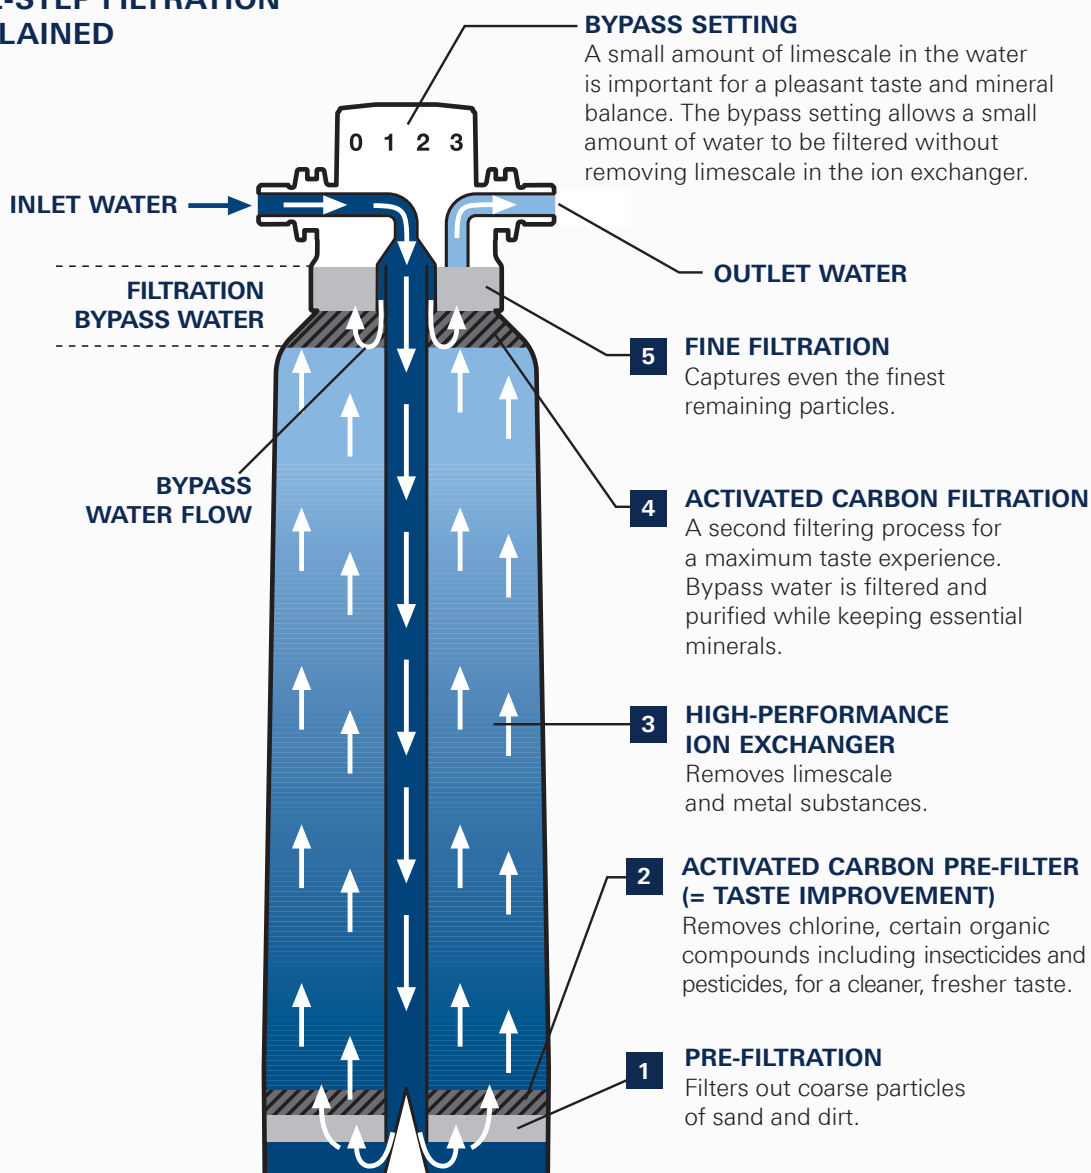 -STEP FILTRATION
LAINED
BYPASS SETTING
A small amount of limescale in the water
is important for a pleasant taste and mineral
balance. The bypass setting allows a small
amount of water to be filtered without
removing limescale in the ion exchanger.
0 1 2 3
INLET WATER
OUTLET WATER
FILTRATION
BYPASS WATER
5 FINE FILTRATION
Captures even the finest
remaining particles.
BYPASS
WATER FLOW
4 ACTIVATED CARBON FILTRATION
A second filtering process for
a maximum taste experience.
Bypass water is filtered and
purified while keeping essential
minerals.
3 HIGH-PERFORMANCE
ION EXCHANGER
Removes limescale
and metal substances.
2 ACTIVATED CARBON PRE-FILTER
(= TASTE IMPROVEMENT)
Removes chlorine, certain organic
compounds including insecticides and
pesticides, for a cleaner, fresher taste.
1 PRE-FILTRATION
Filters out coarse particles
of sand and dirt.